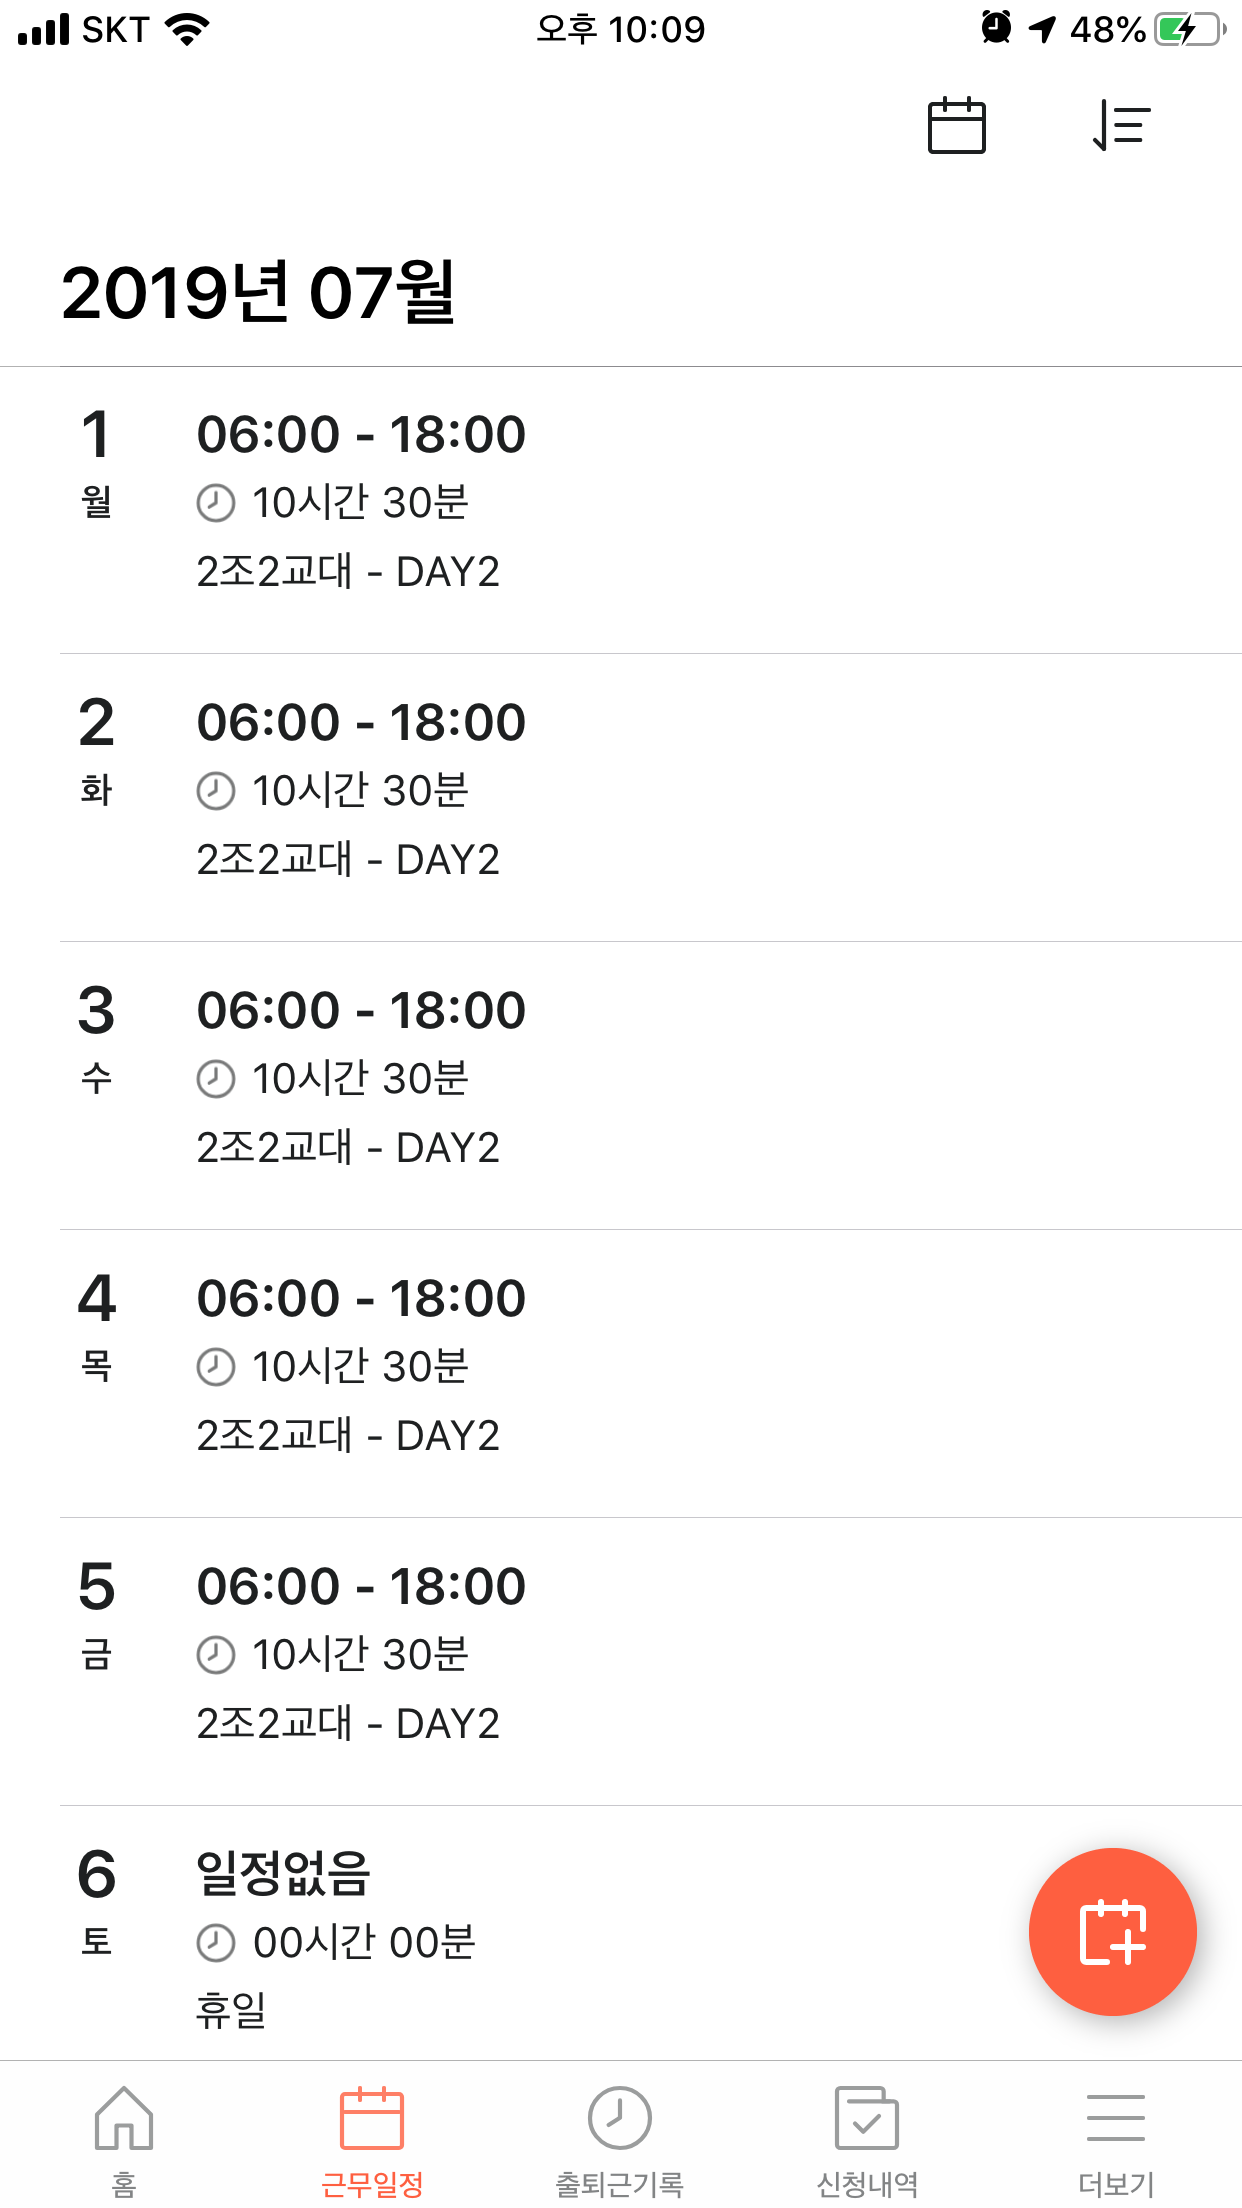 SKT 오후 10:09 48%
2019년 07월
1 06:00 - 18:00
월 10시간 30분
2조2교대 - DAY2
2 06:00 - 18:00
화 10시간 30분
2조2교대 - DAY2
3 06:00 - 18:00
수 10시간 30분
2조2교대 - DAY2
4 06:00 - 18:00
목 10시간 30분
2조2교대 - DAY2
5 06:00 - 18:00
금 10시간 30분
2조2교대 - DAY2
6 일정없음
토 00시간 00분
휴일
홈 근무일정 출퇴근기록 신청내역 더보기